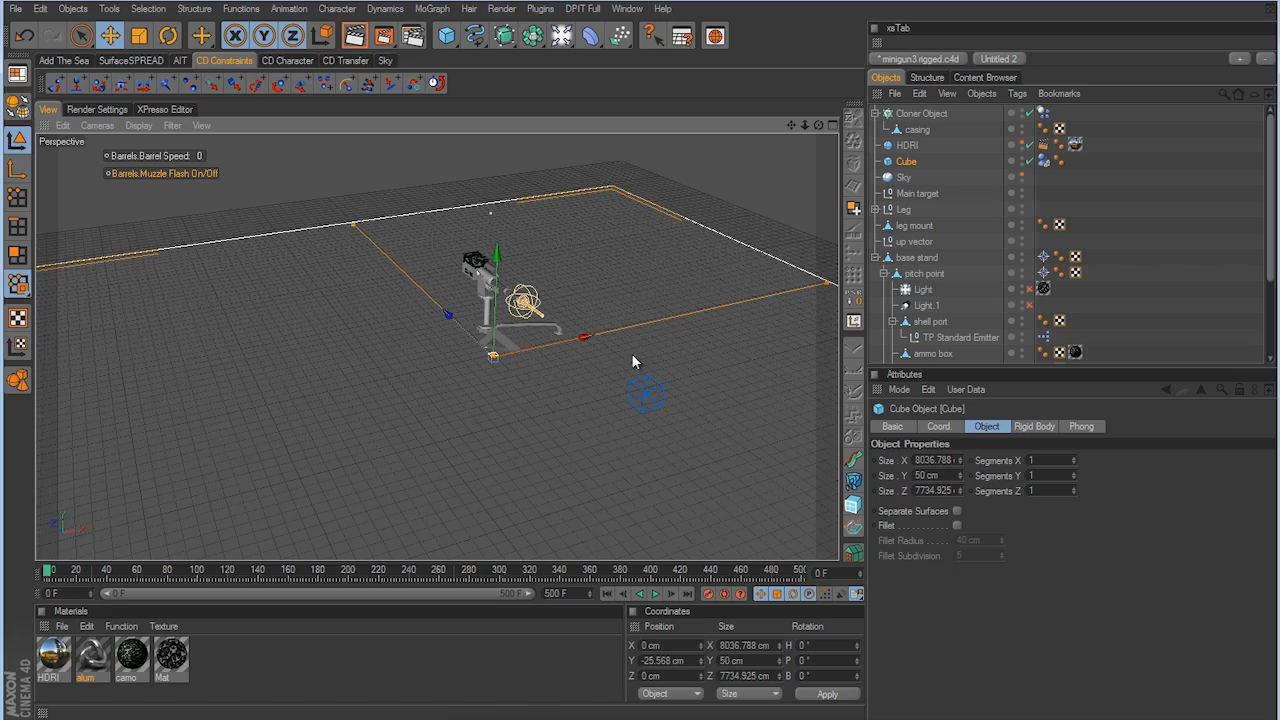 File Edit Objects Tools Selection Structure Functions Animation Character Dynamics MoGraph Hair Render Plugins DPIT Full Window Help
Add The Sea SurfaceSPREAD AIT CD Constraints CD Character CD Transfer Sky
View Render Settings XPresso Editor
Edit Cameras Display Filter View
Perspective
Barrels.Barrel Speed: 0
Barrels.Muzzle Flash On/Off
xsTab
* minigun3 rigged.c4d Untitled 2 + -
Objects Structure Content Browser
File Edit View Objects Tags Bookmarks
Cloner Object
casing
HDRI
Cube
Sky
Main target
Leg
leg mount
up vector
base stand
pitch point
Light
Light.1
shell port
TP Standard Emitter
ammo box
Attributes
Mode Edit User Data
Cube Object [Cube]
Basic Coord. Object Rigid Body Phong
Object Properties
Size . X 8036.788 Segments X 1
Size . Y 50 cm Segments Y 1
Size . Z 7734.925 Segments Z 1
Separate Surfaces
Fillet
Fillet Radius 40 cm
Fillet Subdivision 5
0 20 40 60 80 100 120 140 160 180 200 220 240 260 280 300 320 340 360 380 400 420 440 460 480 50 0 F
0 F 0 F 500 F 500 F
Materials
File Edit Function Texture
HDRI alum camo Mat
Coordinates
Position Size Rotation
X 0 cm X 8036.788 cm H 0 °
Y -25.568 cm Y 50 cm P 0 °
Z 0 cm Z 7734.925 cm B 0 °
Object Size Apply
MAXON
CINEMA 4D